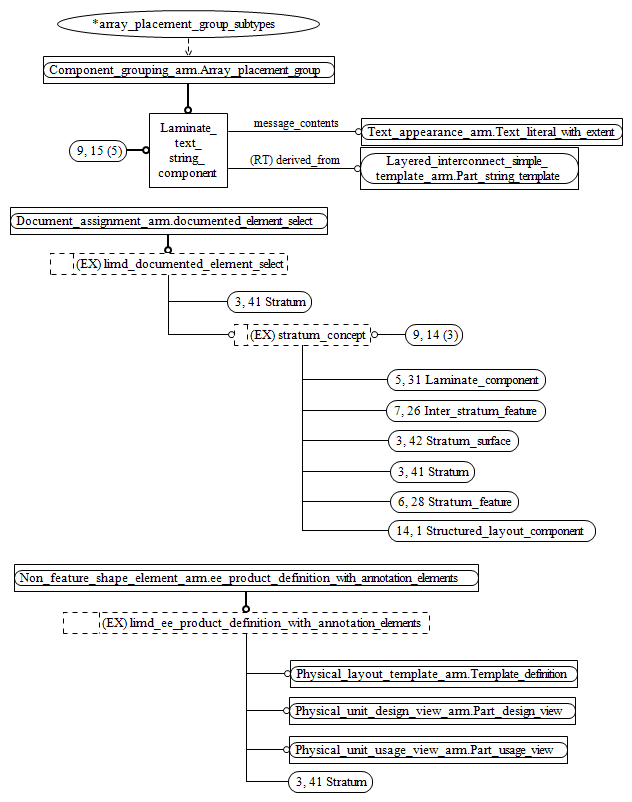 *array_placement_group_subtypes
Component_grouping_arm.Array_placement_group
Laminate_
text_
string_
component
9, 15 (5)
message_contents
Text_appearance_arm.Text_literal_with_extent
(RT) derived_from
Layered_interconnect_simple_
template_arm.Part_string_template
Document_assignment_arm.documented_element_select
(EX) limd_documented_element_select
3, 41 Stratum
(EX) stratum_concept
9, 14 (3)
5, 31 Laminate_component
7, 26 Inter_stratum_feature
3, 42 Stratum_surface
3, 41 Stratum
6, 28 Stratum_feature
14, 1 Structured_layout_component
Non_feature_shape_element_arm.ee_product_definition_with_annotation_elements
(EX) limd_ee_product_definition_with_annotation_elements
Physical_layout_template_arm.Template_definition
Physical_unit_design_view_arm.Part_design_view
Physical_unit_usage_view_arm.Part_usage_view
3, 41 Stratum